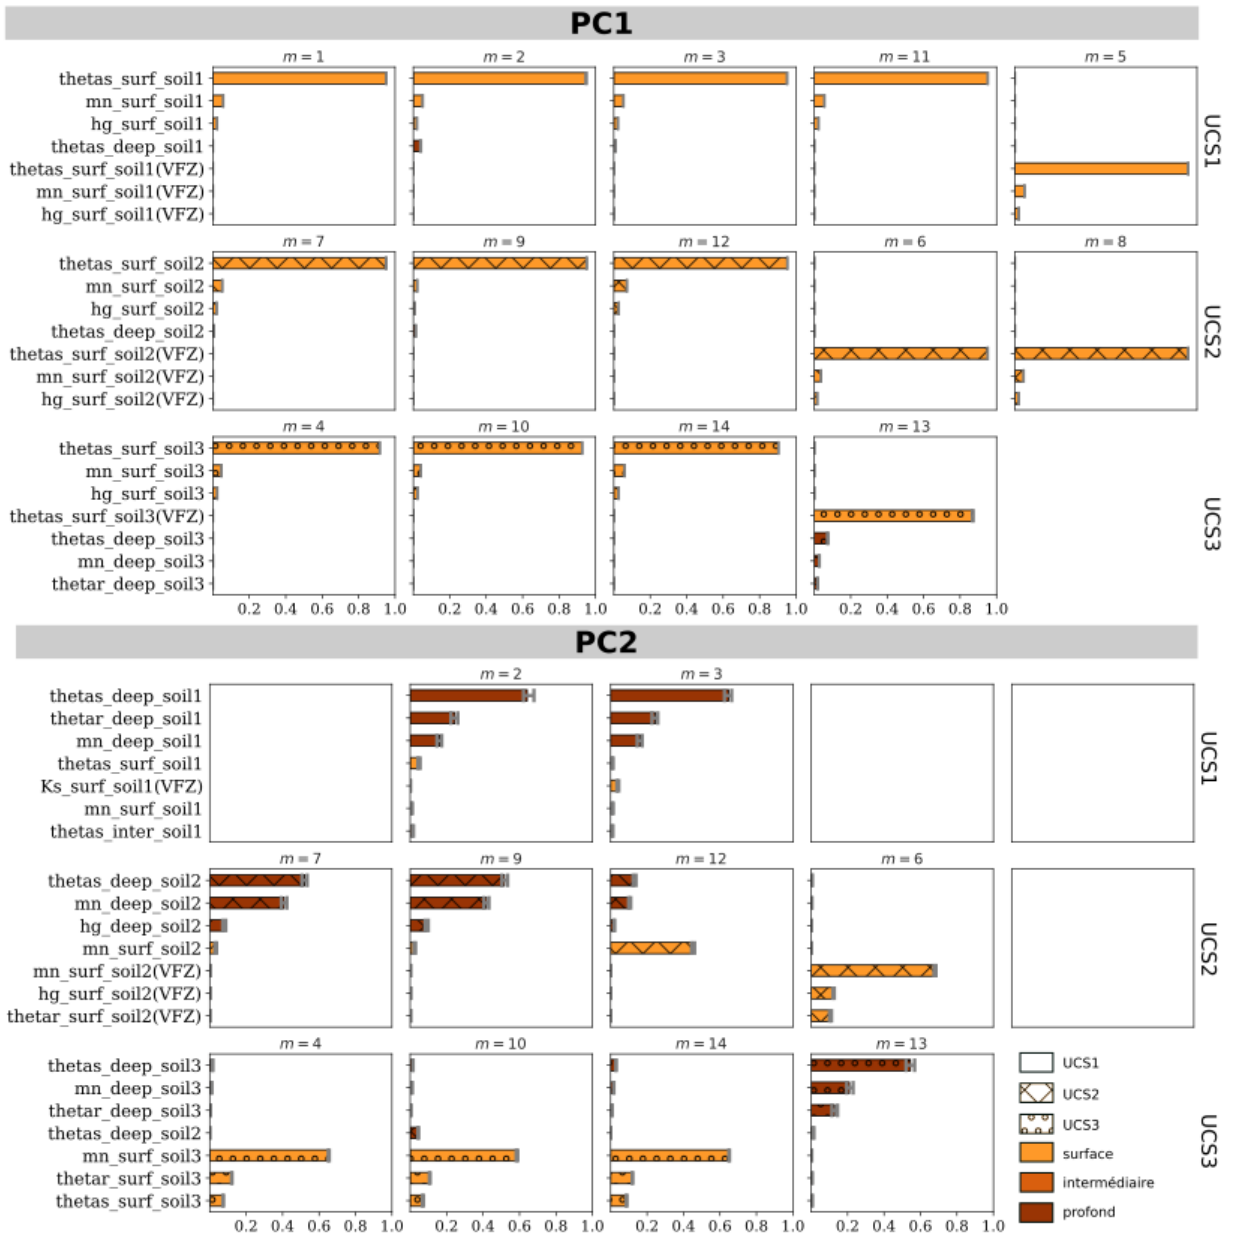 PC1
m = 1 m = 2 m = 3 m = 11 m = 5
thetas_surf_soil1
mn_surf_soil1
hg_surf_soil1
thetas_deep_soil1
thetas_surf_soil1(VFZ)
mn_surf_soil1(VFZ)
hg_surf_soil1(VFZ)
UCS1
m = 7 m = 9 m = 12 m = 6 m = 8
thetas_surf_soil2
mn_surf_soil2
hg_surf_soil2
thetas_deep_soil2
thetas_surf_soil2(VFZ)
mn_surf_soil2(VFZ)
hg_surf_soil2(VFZ)
UCS2
m = 4 m = 10 m = 14 m = 13
thetas_surf_soil3
mn_surf_soil3
hg_surf_soil3
thetas_surf_soil3(VFZ)
thetas_deep_soil3
mn_deep_soil3
thetar_deep_soil3
UCS3
0.2 0.4 0.6 0.8 1.0 0.2 0.4 0.6 0.8 1.0 0.2 0.4 0.6 0.8 1.0 0.2 0.4 0.6 0.8 1.0
PC2
m = 2 m = 3
thetas_deep_soil1
thetar_deep_soil1
mn_deep_soil1
thetas_surf_soil1
Ks_surf_soil1(VFZ)
mn_surf_soil1
thetas_inter_soil1
UCS1
m = 7 m = 9 m = 12 m = 6
thetas_deep_soil2
mn_deep_soil2
hg_deep_soil2
mn_surf_soil2
mn_surf_soil2(VFZ)
hg_surf_soil2(VFZ)
thetar_surf_soil2(VFZ)
UCS2
m = 4 m = 10 m = 14 m = 13
thetas_deep_soil3
mn_deep_soil3
thetar_deep_soil3
thetas_deep_soil2
mn_surf_soil3
thetar_surf_soil3
thetas_surf_soil3
UCS3
0.2 0.4 0.6 0.8 1.0 0.2 0.4 0.6 0.8 1.0 0.2 0.4 0.6 0.8 1.0 0.2 0.4 0.6 0.8 1.0
UCS1
UCS2
UCS3
surface
intermédiaire
profond